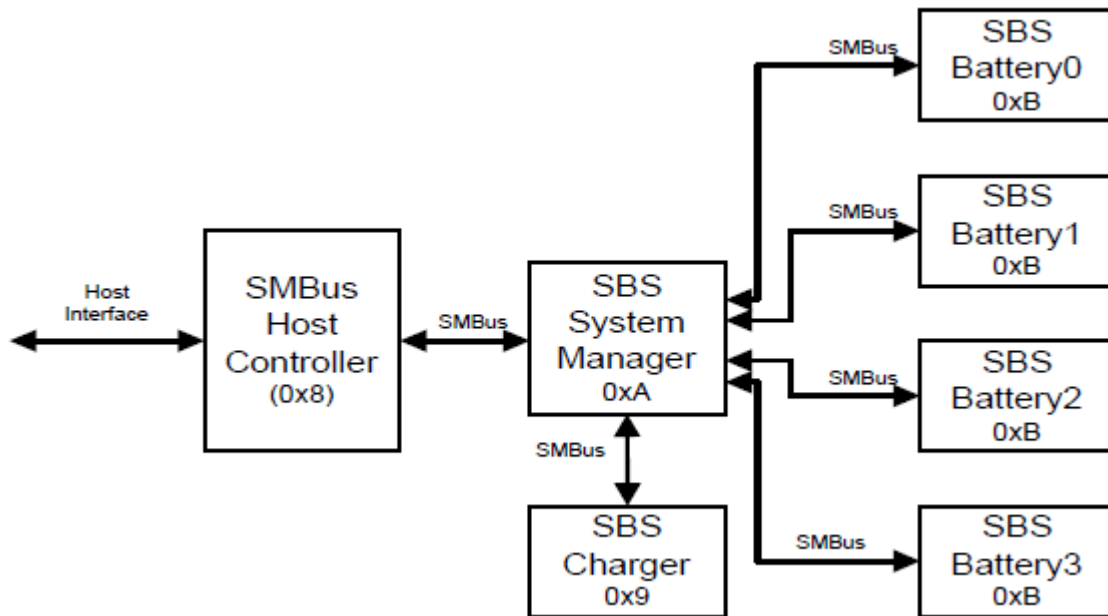 Host
Interface
SMBus
Host
Controller
(0x8)
SMBus
SBS
System
Manager
0xA
SMBus
SBS
Charger
0x9
SMBus
SBS
Battery0
0xB
SMBus
SBS
Battery1
0xB
SMBus
SBS
Battery2
0xB
SMBus
SBS
Battery3
0xB